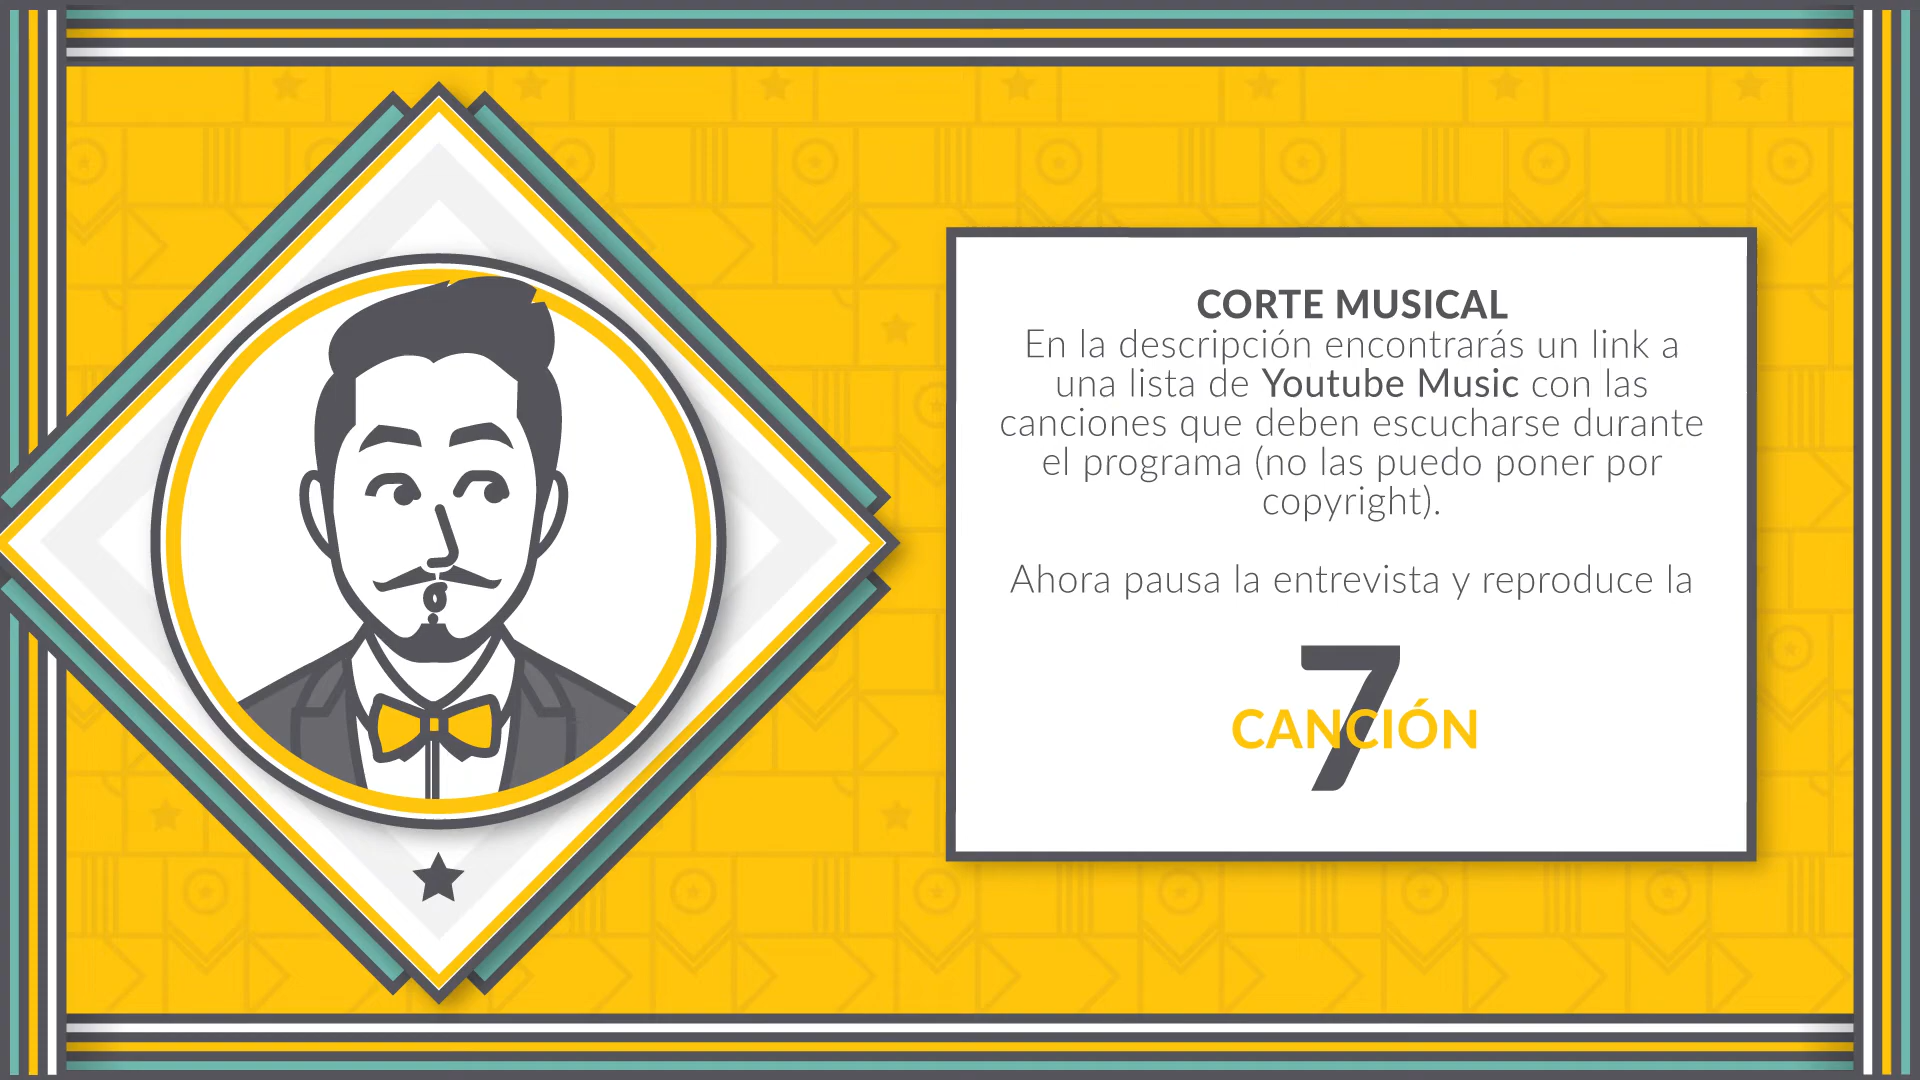 CORTE MUSICAL
En la descripción encontrarás un link a
una lista de Youtube Music con las
canciones que deben escucharse durante
el programa (no las puedo poner por
copyright).
Ahora pausa la entrevista y reproduce la
7
CANCIÓN